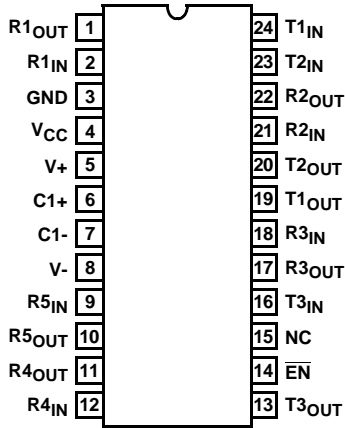 R1OUT 1 24 T1IN
R1IN 2 23 T2IN
GND 3 22 R2OUT
VCC 4 21 R2IN
V+ 5 20 T2OUT
C1+ 6 19 T1OUT
C1- 7 18 R3IN
V- 8 17 R3OUT
R5IN 9 16 T3IN
R5OUT 10 15 NC
R4OUT 11 14 E̅N̅
R4IN 12 13 T3OUT